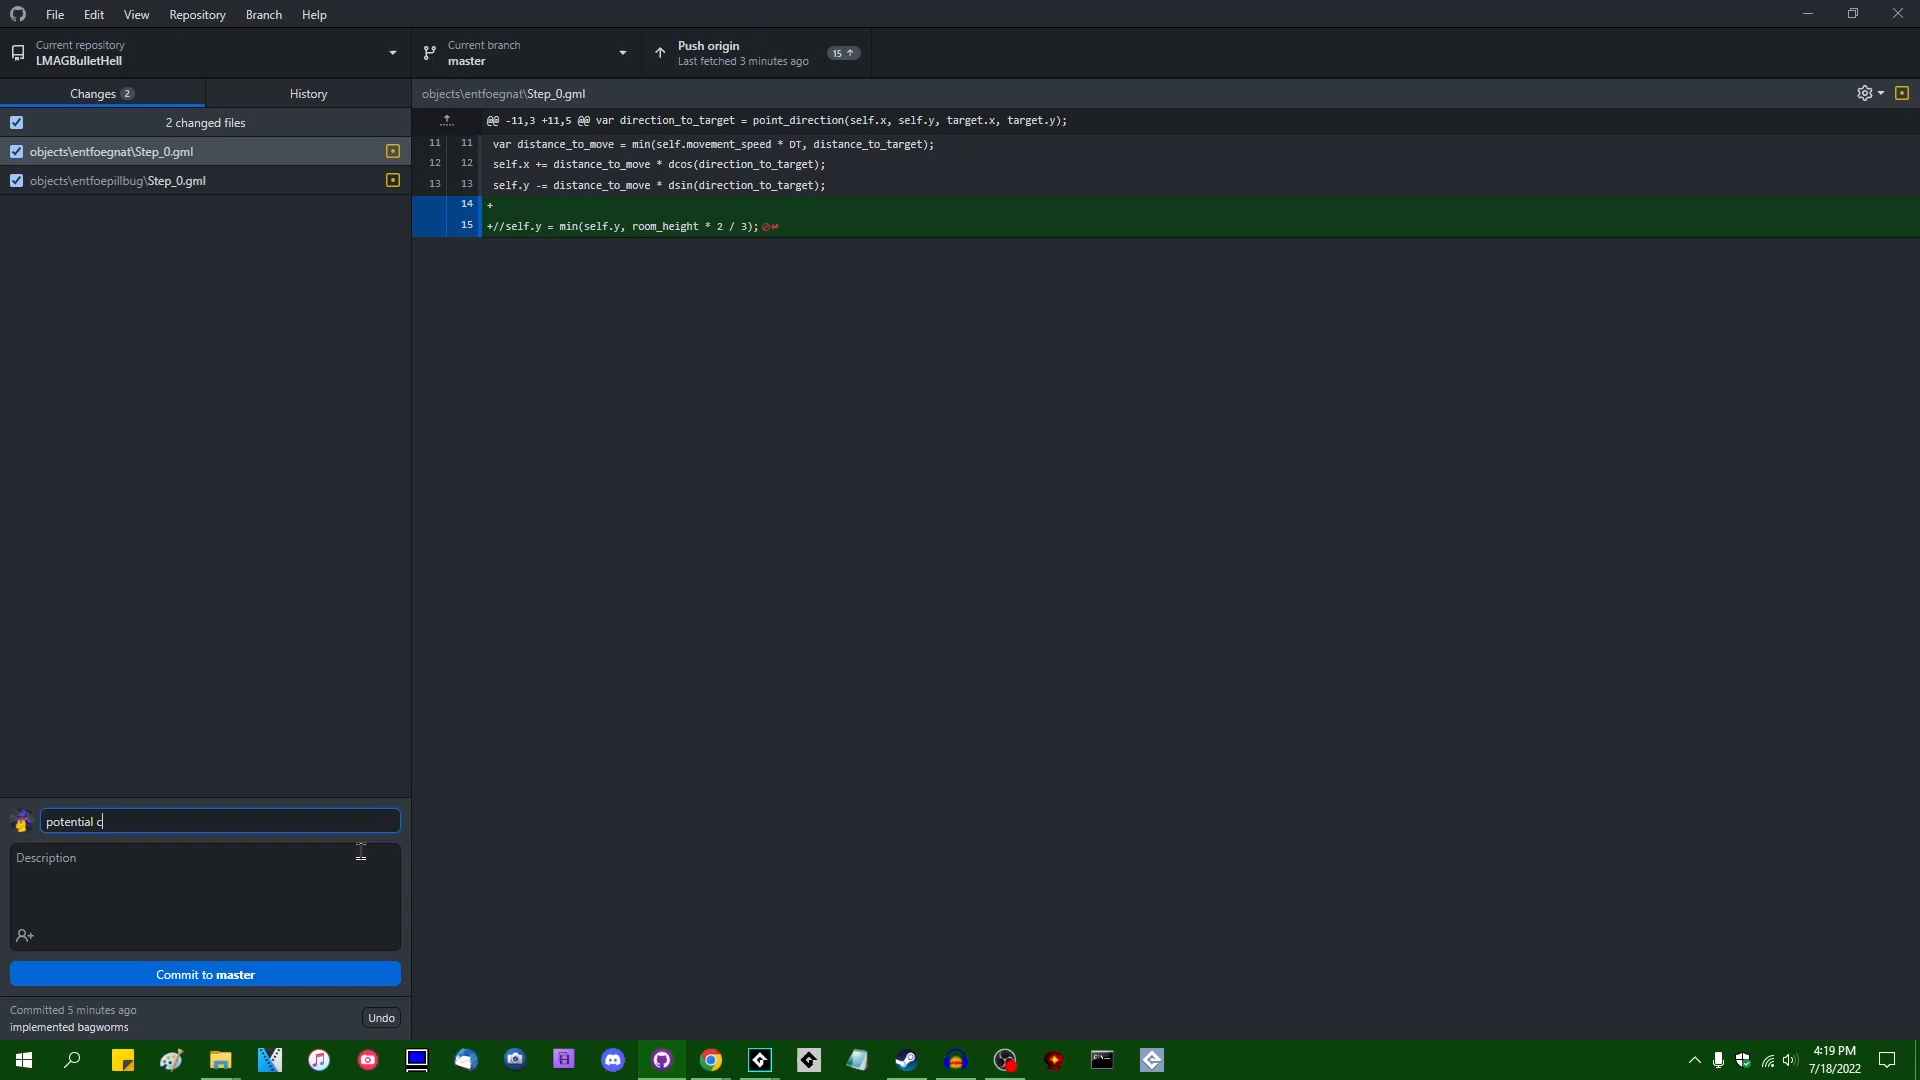 File Edit View Repository Branch Help
Current repository
LMAGBulletHell
Current branch
master
Push origin
Last fetched 3 minutes ago
15
Changes 2
History
objects\entfoegnat\Step_0.gml
2 changed files
@@ -11,3 +11,5 @@ var direction_to_target = point_direction(self.x, self.y, target.x, target.y);
11 11 var distance_to_move = min(self.movement_speed * DT, distance_to_target);
objects\entfoegnat\Step_0.gml
12 12 self.x += distance_to_move * dcos(direction_to_target);
objects\entfoepillbug\Step_0.gml
13 13 self.y -= distance_to_move * dsin(direction_to_target);
14 +
15 +//self.y = min(self.y, room_height * 2 / 3);
potential c
Description
Commit to master
Committed 5 minutes ago
implemented bagworms
Undo
4:19 PM
7/18/2022